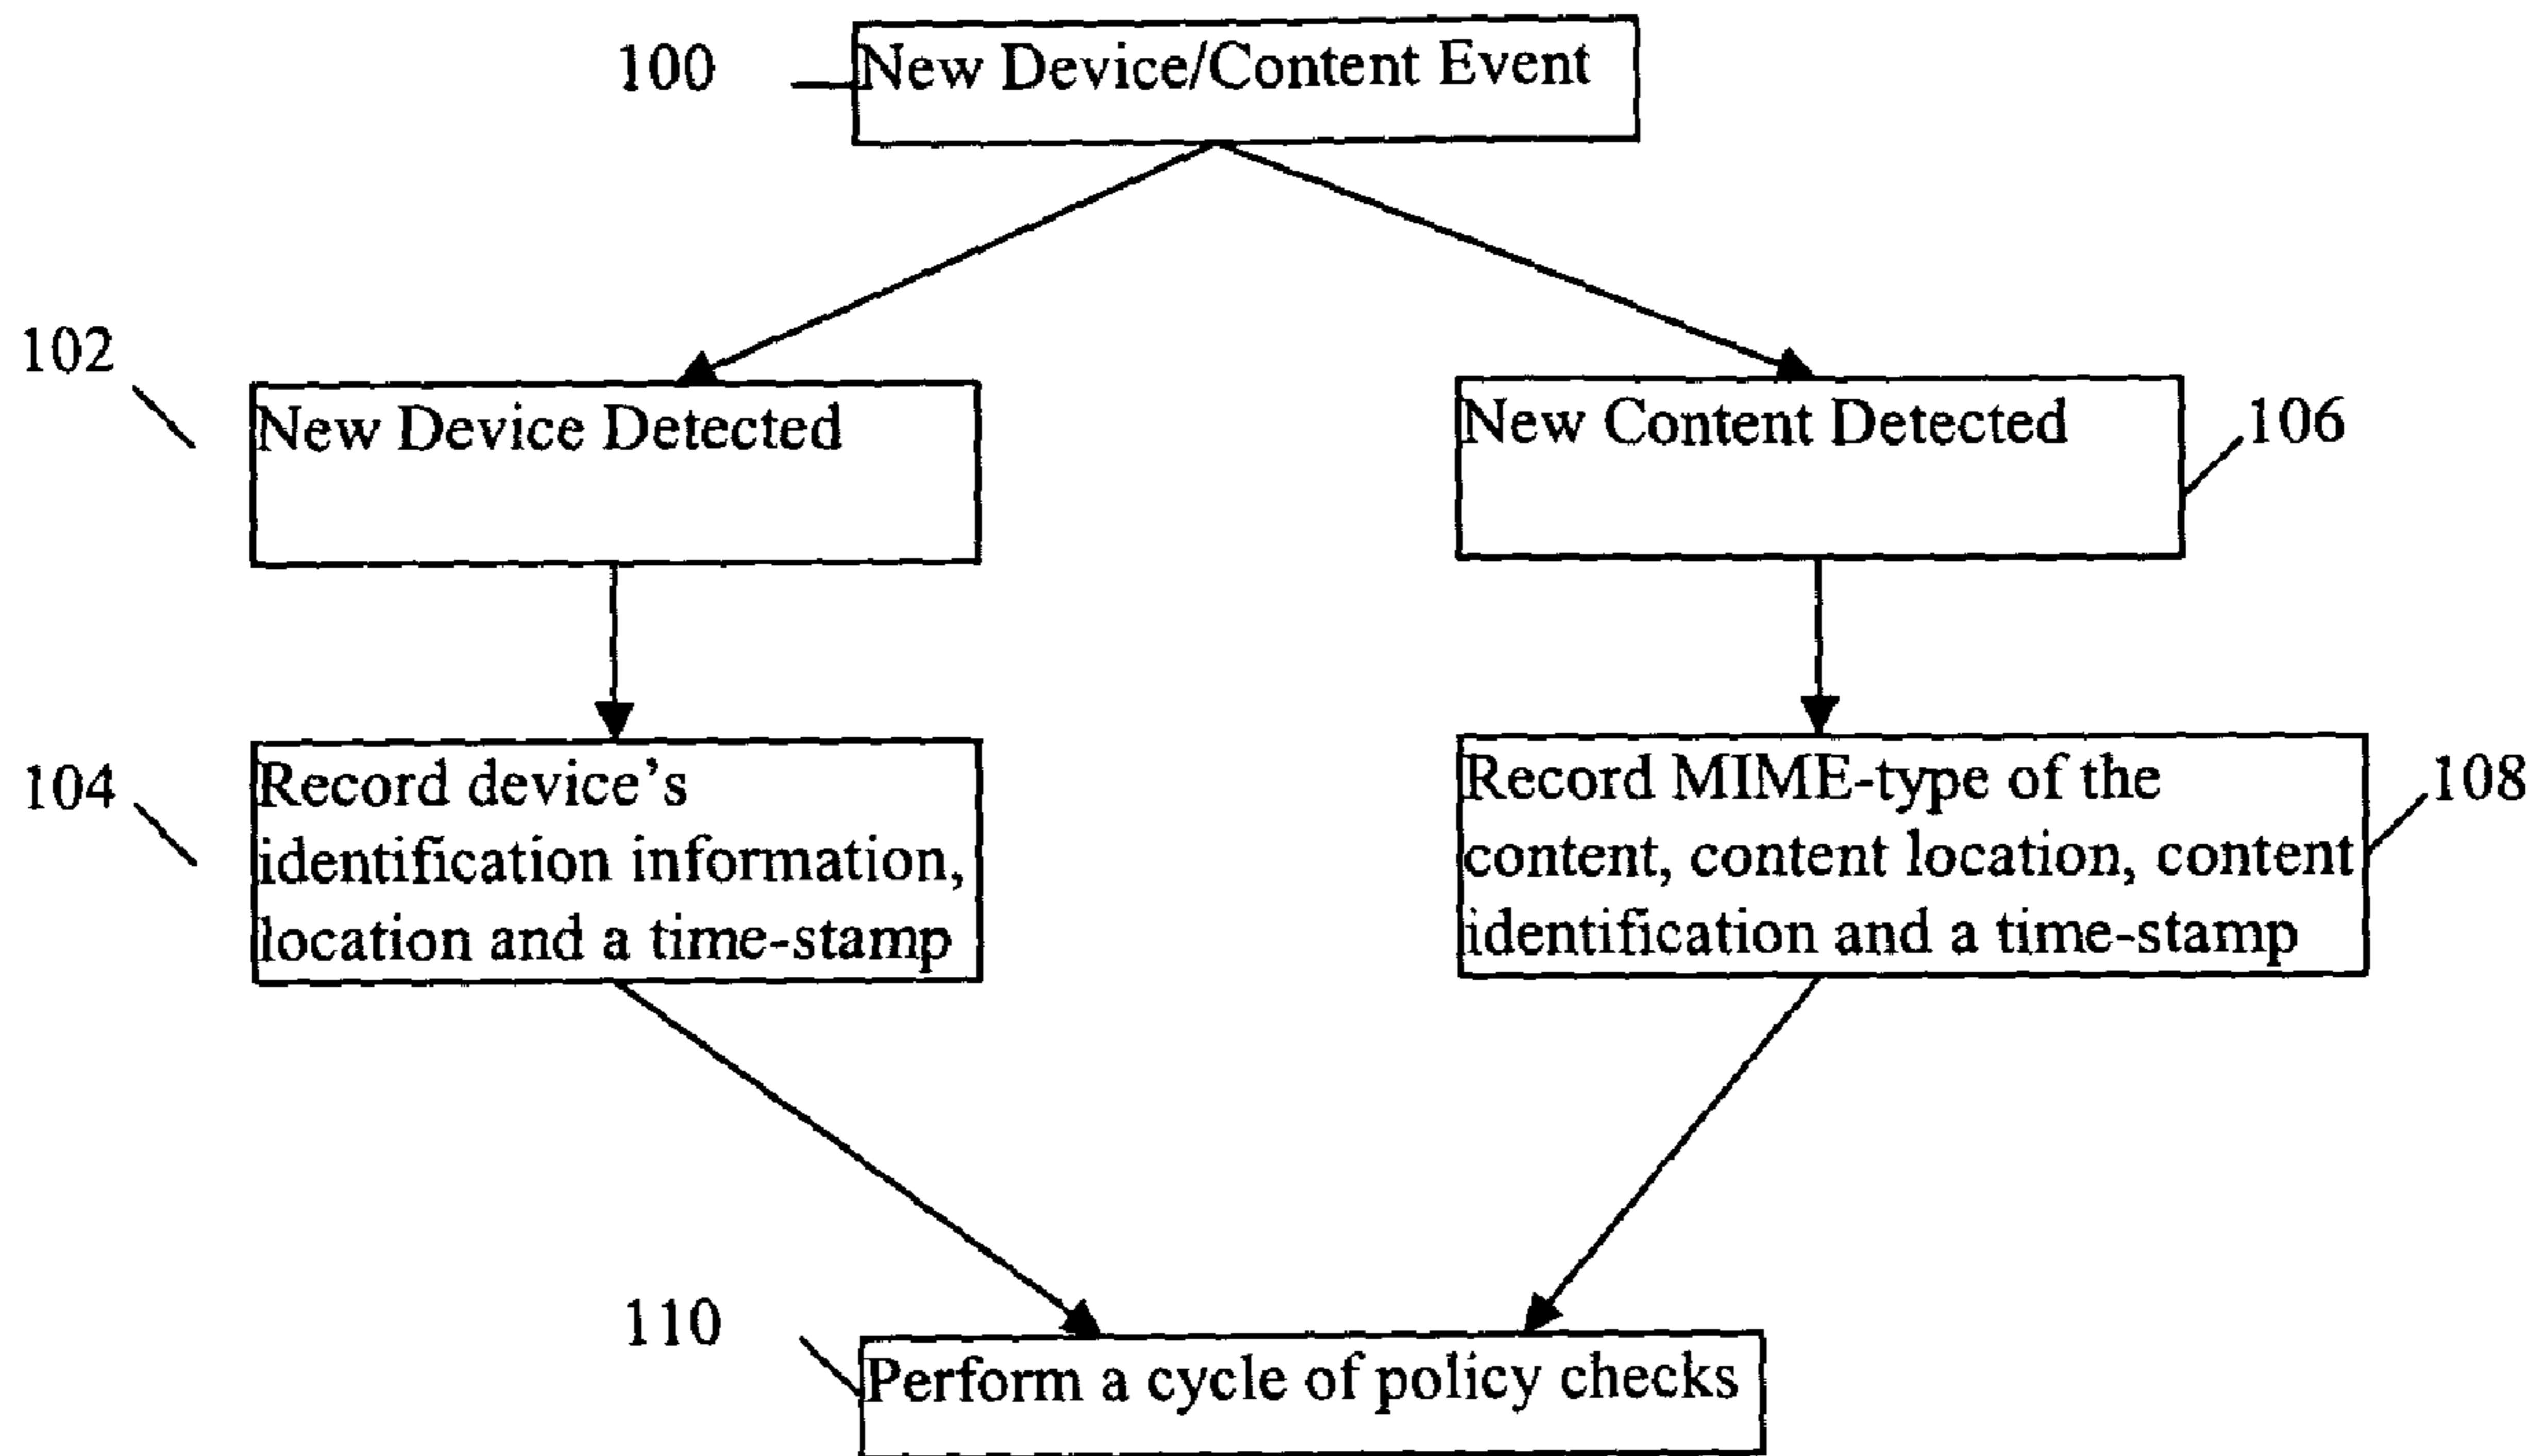 100
New Device/Content Event
102
New Device Detected
New Content Detected
106
104
Record device's
identification information,
location and a time-stamp
Record MIME-type of the
content, content location, content
identification and a time-stamp
108
110
Perform a cycle of policy checks